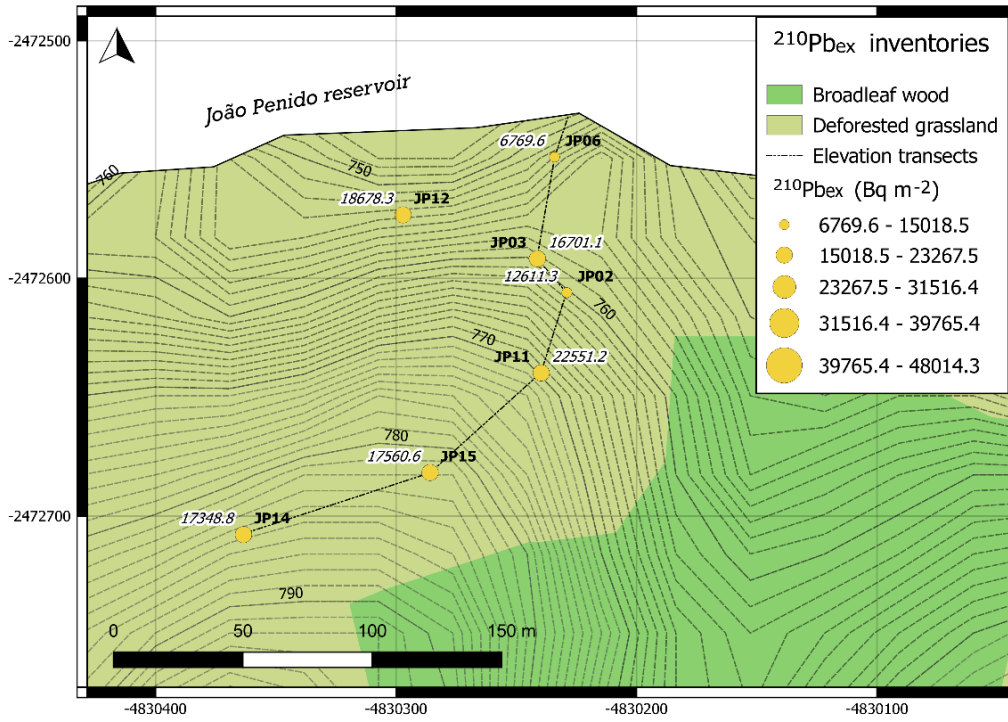 -2472500
-2472600
-2472700
-4830400
-4830300
-4830200
-4830100
João Penido reservoir
760
750
6769.6
JP06
18678.3
JP12
JP03
16701.1
12611.3
JP02
760
770
JP11
22551.2
780
17560.6
JP15
17348.8
JP14
790
0 50 100 150 m
²¹⁰Pbex inventories
Broadleaf wood
Deforested grassland
Elevation transects
²¹⁰Pbex (Bq m⁻²)
6769.6 - 15018.5
15018.5 - 23267.5
23267.5 - 31516.4
31516.4 - 39765.4
39765.4 - 48014.3